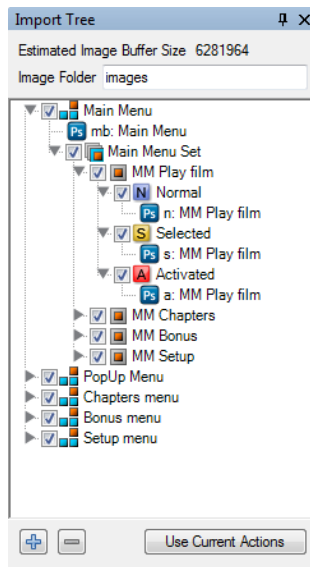 Import Tree
Estimated Image Buffer Size 6281964
Image Folder images
Main Menu
Ps mb: Main Menu
Main Menu Set
MM Play film
N Normal
Ps n: MM Play film
S Selected
Ps s: MM Play film
A Activated
Ps a: MM Play film
MM Chapters
MM Bonus
MM Setup
PopUp Menu
Chapters menu
Bonus menu
Setup menu
Use Current Actions